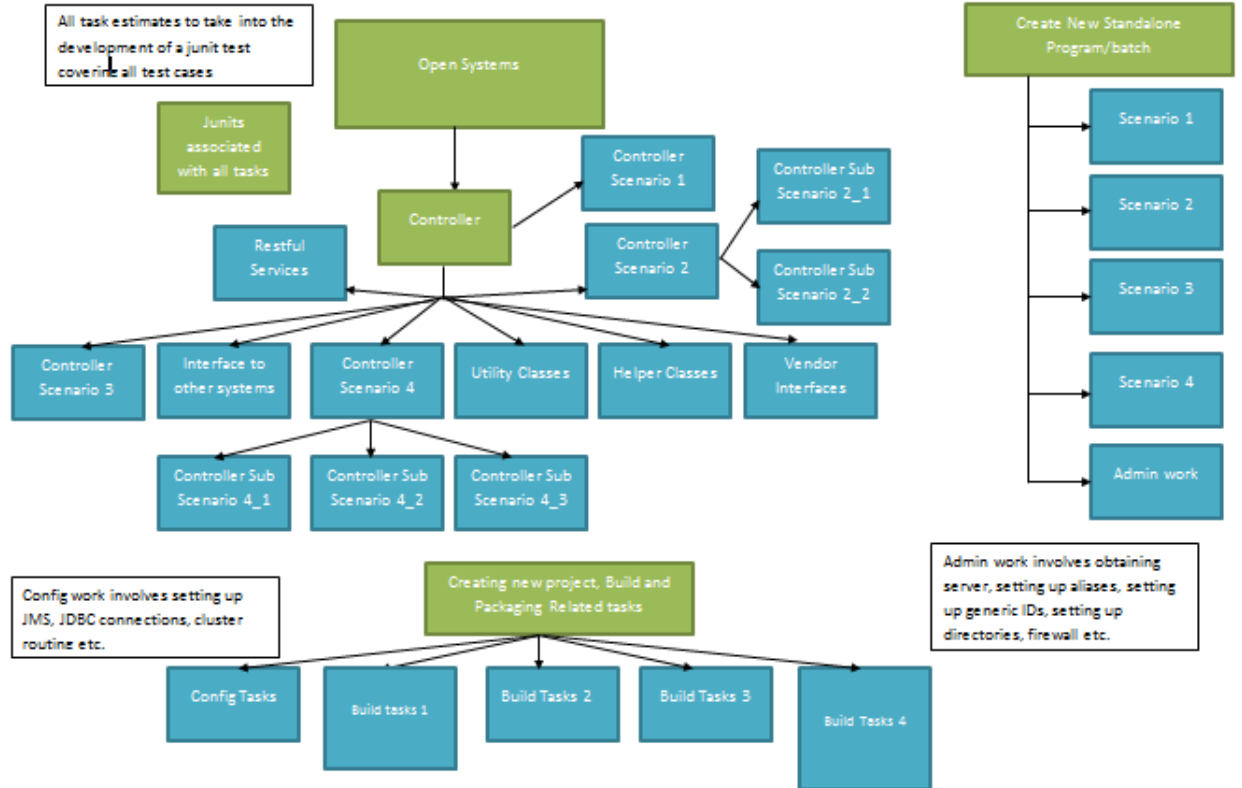 All task estimates to take into the
development of a junit test
coverine all test cases
Open Systems
Create New Standalone
Program/batch
Junits
associated
with all tasks
Scenario 1
Controller
Scenario 1
Controller Sub
Scenario 2_1
Controller
Scenario 2
Restful
Services
Controller
Scenario 2
Controller Sub
Scenario 2_2
Scenario 3
Controller
Scenario 3
Interface to
other systems
Controller
Scenario 4
Utility Classes
Helper Classes
Vendor
Interfaces
Scenario 4
Controller Sub
Scenario 4_1
Controller Sub
Scenario 4_2
Controller Sub
Scenario 4_3
Admin work
Config work involves setting up
JMS, JDBC connections, cluster
routine etc.
Creating new project, Build and
Packaging Related tasks
Admin work involves obtaining
server, setting up aliases, setting
up generic IDs, setting up
directories, firewall etc.
Config Tasks
Build tasks 1
Build Tasks 2
Build Tasks 3
Build Tasks 4